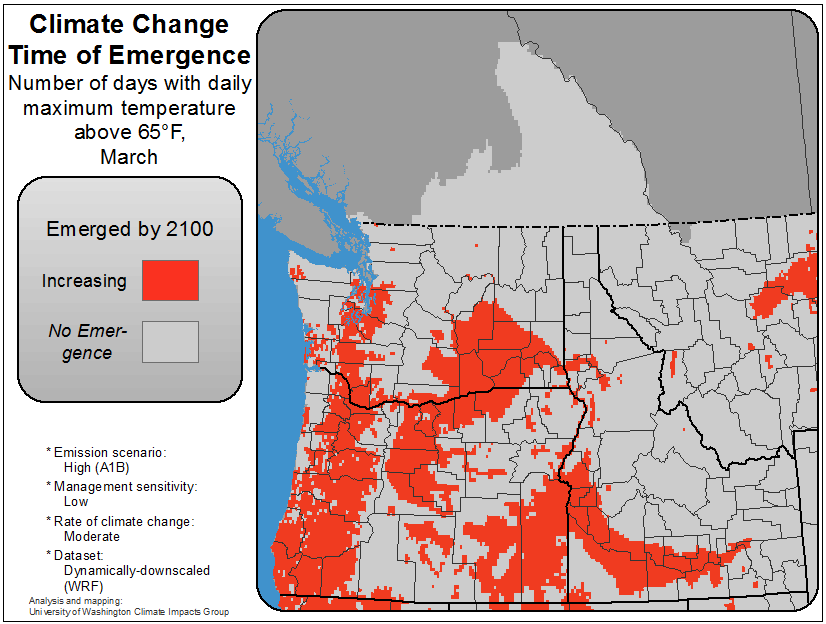 Climate Change
Time of Emergence
Number of days with daily
maximum temperature
above 65°F,
March
Emerged by 2100
Increasing
No Emer-
gence
* Emission scenario:
High (A1B)
* Management sensitivity:
Low
* Rate of climate change:
Moderate
* Dataset:
Dynamically-downscaled
(WRF)
Analysis and mapping:
University of Washington Climate Impacts Group